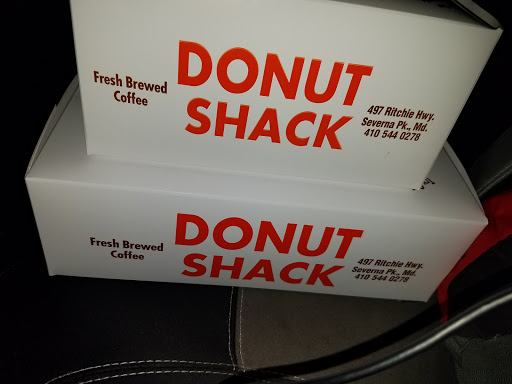 Fresh Brewed
Coffee
DONUT
SHACK
497 Ritchie Hwy.
Severna Pk., Md.
410 544 0278
Fresh Brewed
Coffee
DONUT
SHACK
497 Ritchie Hwy.
Severna Pk., Md.
410 544 0278